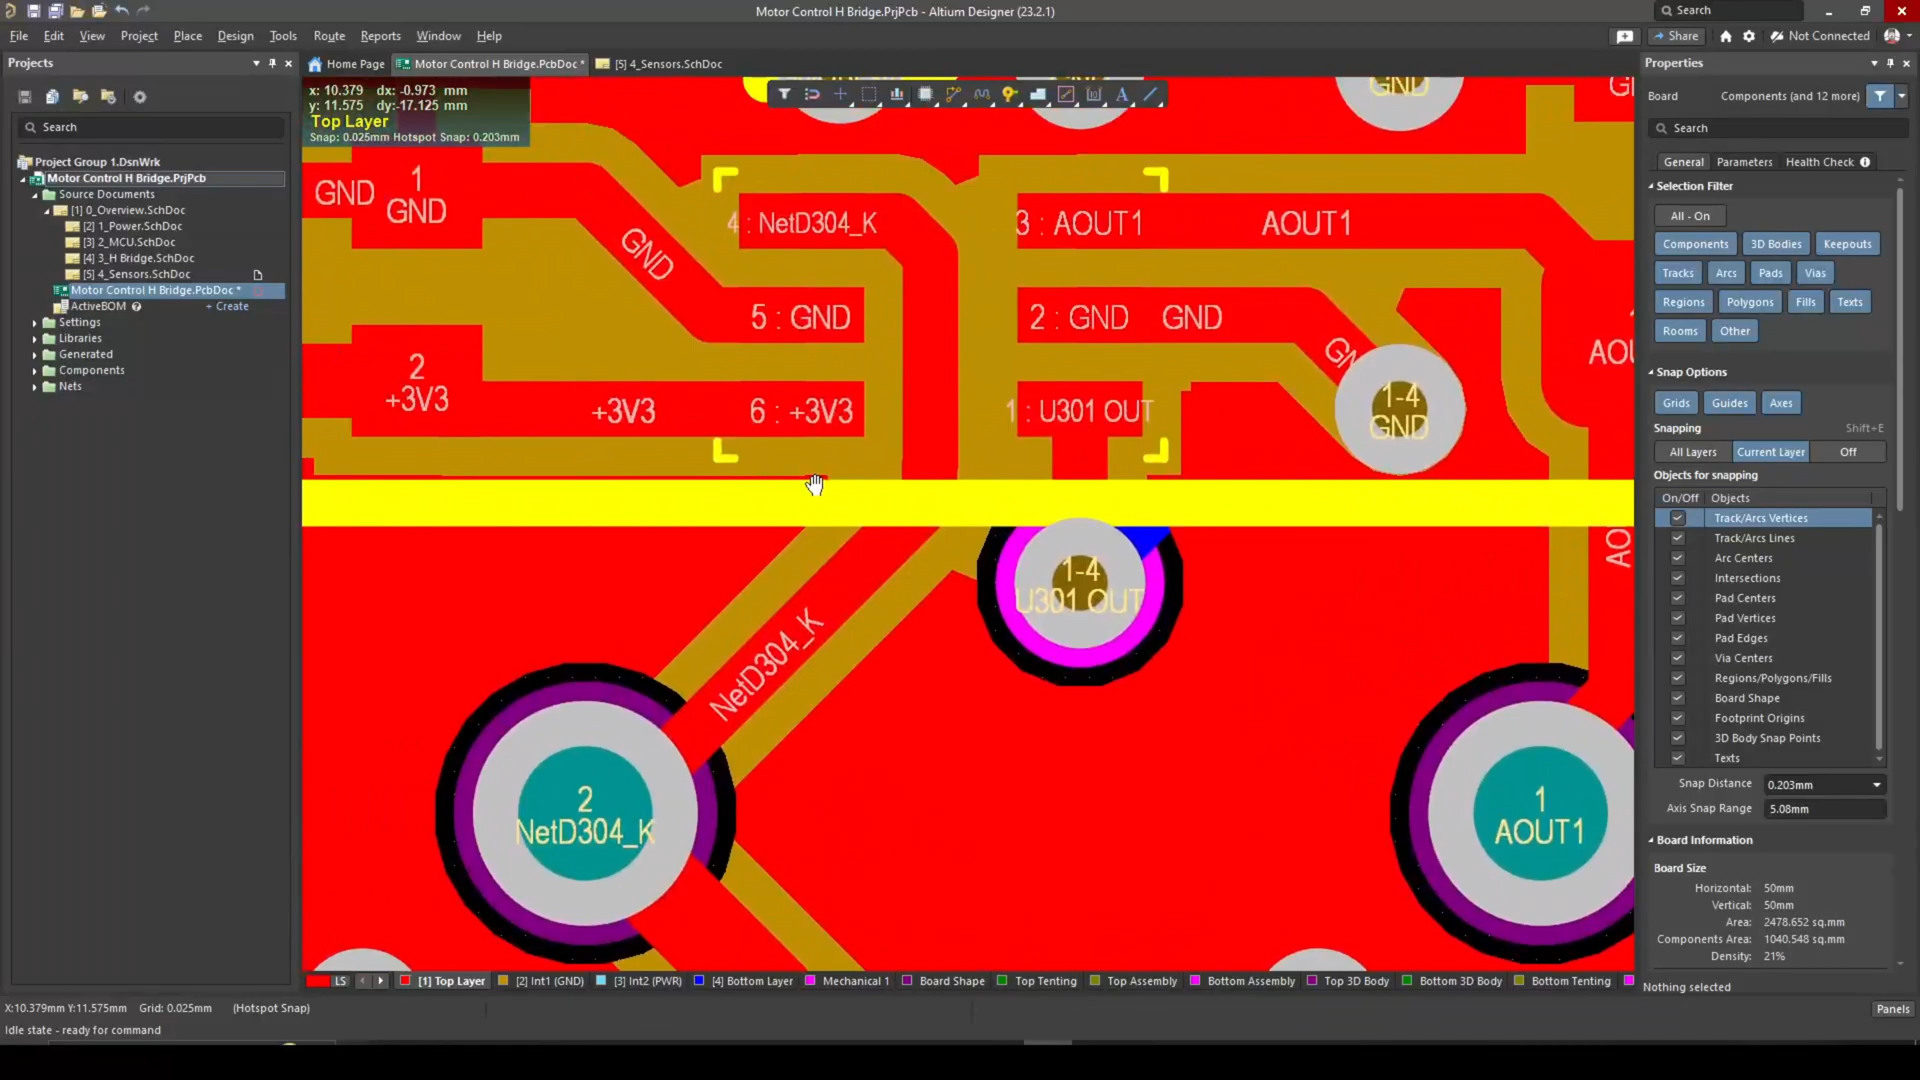 Motor Control H Bridge.PrjPcb - Altium Designer (23.2.1)
Search
File Edit View Project Place Design Tools Route Reports Window Help
Share
Not Connected
Projects
Home Page
Motor Control H Bridge.PcbDoc *
[5] 4_Sensors.SchDoc
Search
Project Group 1.DsnWrk
Motor Control H Bridge.PrjPcb
Source Documents
[1] 0_Overview.SchDoc
[2] 1_Power.SchDoc
[3] 2_MCU.SchDoc
[4] 3_H Bridge.SchDoc
[5] 4_Sensors.SchDoc
Motor Control H Bridge.PcbDoc *
ActiveBOM
+ Create
Settings
Libraries
Generated
Components
Nets
x: 10.379 dx: -0.973 mm
y: 11.575 dy:-17.125 mm
Top Layer
Snap: 0.025mm Hotspot Snap: 0.203mm
GND
GND
GND
1
GND
GND
4 : NetD304_K
3 : AOUT1
AOUT1
5 : GND
2 : GND
GND
2
+3V3
+3V3
6 : +3V3
1 : U301 OUT
1-4
GND
1-4
U301 OUT
NetD304_K
2
NetD304_K
1
AOUT1
LS
[1] Top Layer
[2] Int1 (GND)
[3] Int2 (PWR)
[4] Bottom Layer
Mechanical 1
Board Shape
Top Tenting
Top Assembly
Bottom Assembly
Top 3D Body
Bottom 3D Body
Bottom Tenting
Properties
Board
Components (and 12 more)
Search
General
Parameters
Health Check
Selection Filter
All - On
Components
3D Bodies
Keepouts
Tracks
Arcs
Pads
Vias
Regions
Polygons
Fills
Texts
Rooms
Other
Snap Options
Grids
Guides
Axes
Snapping
Shift+E
All Layers
Current Layer
Off
Objects for snapping
On/Off
Objects
Track/Arcs Vertices
Track/Arcs Lines
Arc Centers
Intersections
Pad Centers
Pad Vertices
Pad Edges
Via Centers
Regions/Polygons/Fills
Board Shape
Footprint Origins
3D Body Snap Points
Texts
Snap Distance
0.203mm
Axis Snap Range
5.08mm
Board Information
Board Size
Horizontal: 50mm
Vertical: 50mm
Area: 2478.652 sq.mm
Components Area: 1040.548 sq.mm
Density: 21%
Nothing selected
X:10.379mm Y:11.575mm Grid: 0.025mm (Hotspot Snap)
Panels
Idle state - ready for command